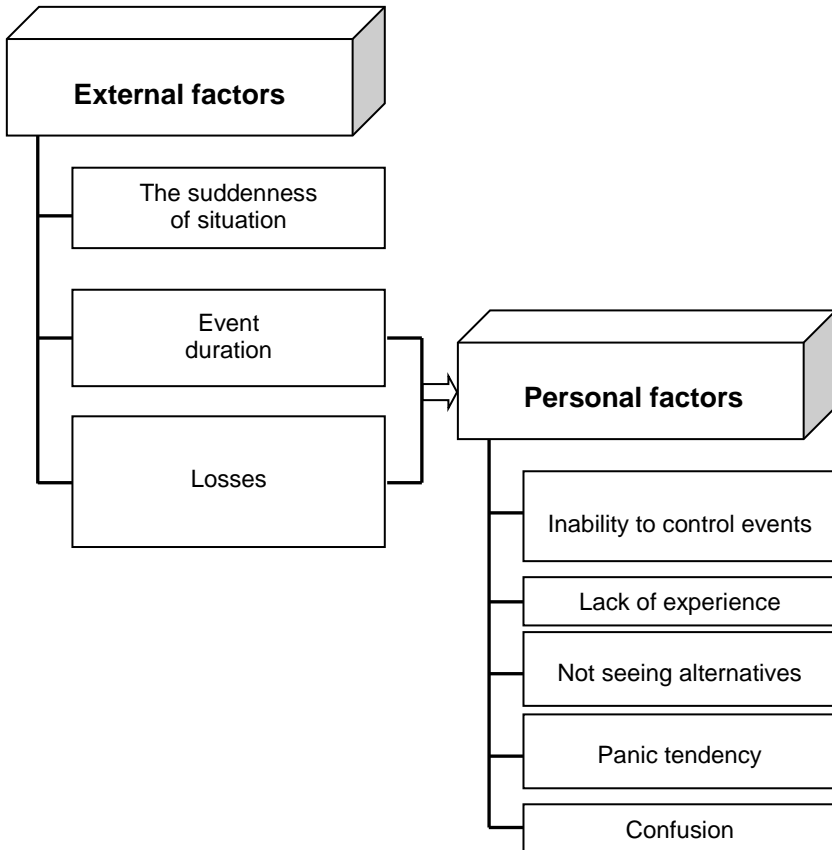 External factors
The suddenness
of situation
Event
duration
Losses
Personal factors
Inability to control events
Lack of experience
Not seeing alternatives
Panic tendency
Confusion